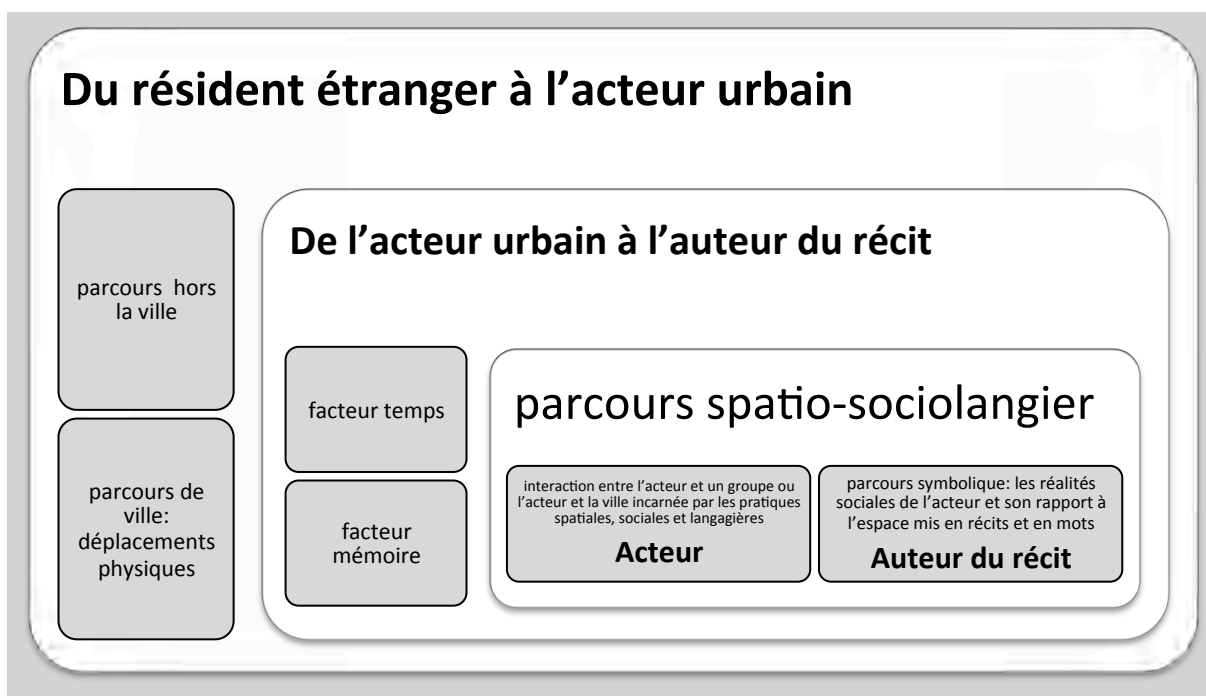 Du résident étranger à l’acteur urbain
parcours hors
la ville
parcours de
ville:
déplacements
physiques
De l’acteur urbain à l’auteur du récit
facteur temps
facteur
mémoire
parcours spatio-sociolangier
interaction entre l’acteur et un groupe ou
l’acteur et la ville incarnée par les pratiques
spatiales, sociales et langagières
Acteur
parcours symbolique: les réalités
sociales de l’acteur et son rapport à
l’espace mis en récits et en mots
Auteur du récit